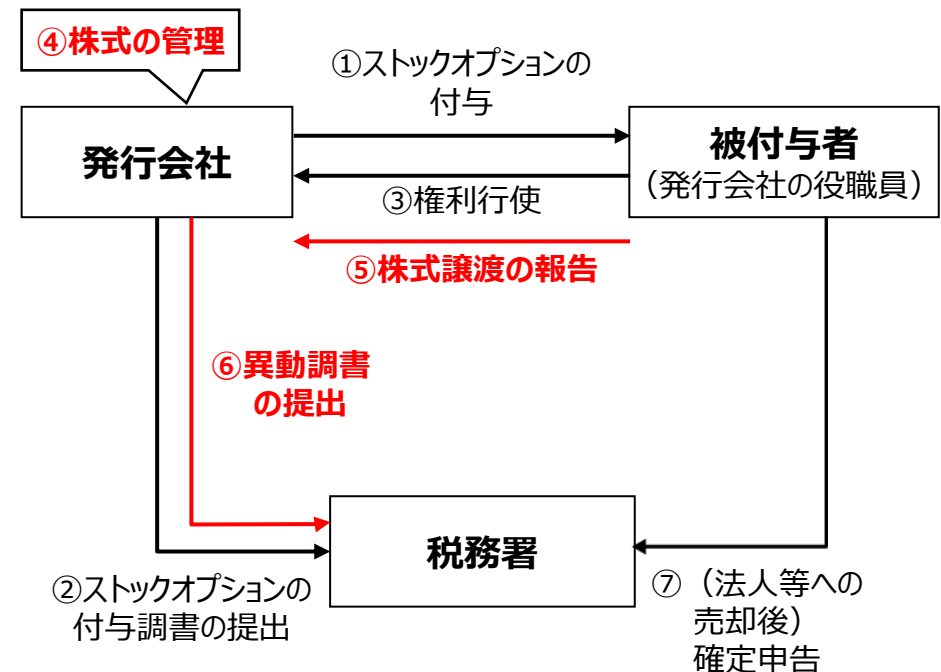 ④株式の管理
①ストックオプションの
付与
発行会社
被付与者
（発行会社の役職員）
③権利行使
⑤株式譲渡の報告
⑥異動調書
の提出
税務署
②ストックオプションの
付与調書の提出
⑦（法人等への
売却後）
確定申告